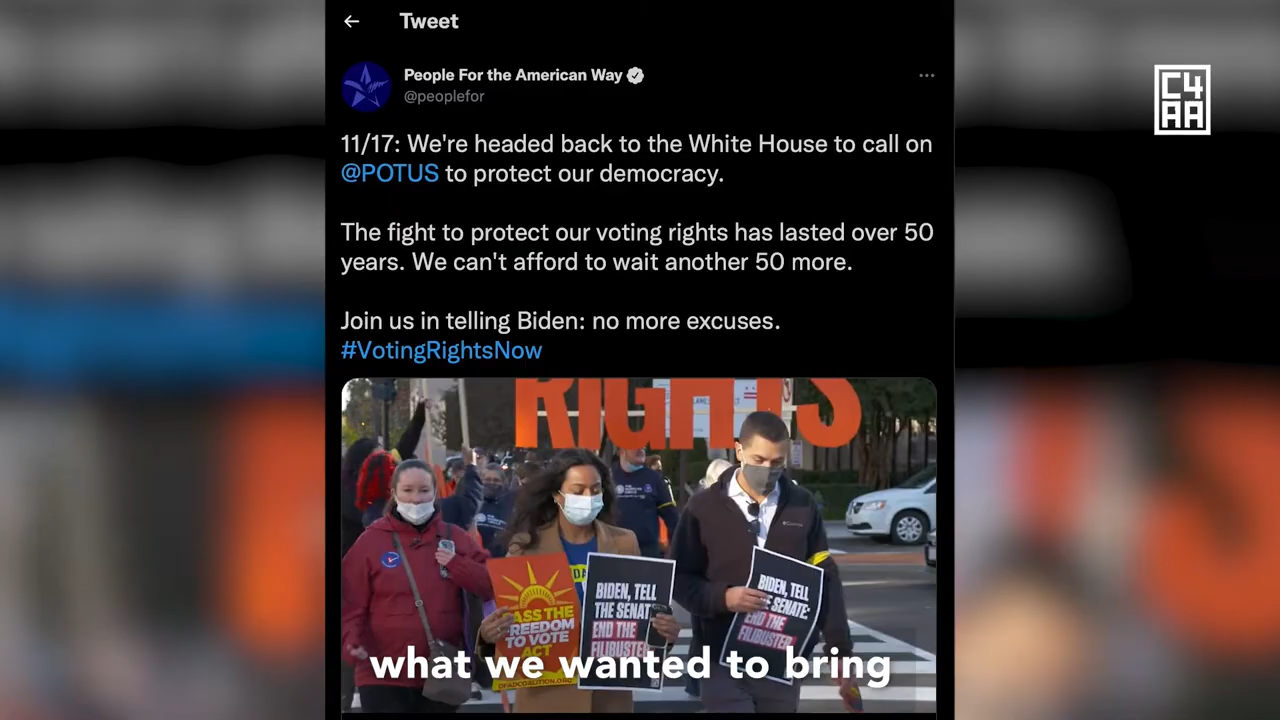 Tweet
People For the American Way
@peoplefor
11/17: We're headed back to the White House to call on
@POTUS to protect our democracy.
The fight to protect our voting rights has lasted over 50
years. We can't afford to wait another 50 more.
Join us in telling Biden: no more excuses.
#VotingRightsNow
C4
AA
RIGHTS
PASS THE
FREEDOM
TO VOTE
ACT
DFADCOALITION.ORG
BIDEN, TELL
THE SENATE
END THE
FILIBUSTER
BIDEN, TELL
THE SENATE:
END THE
FILIBUSTER
what we wanted to bring